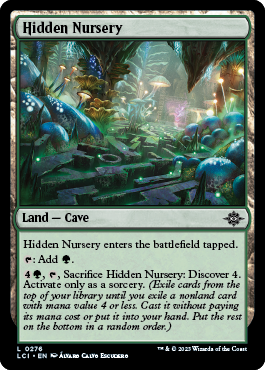 Hidden Nursery
Land — Cave
Hidden Nursery enters the battlefield tapped.
: Add .
4, , Sacrifice Hidden Nursery: Discover 4.
Activate only as a sorcery. (Exile cards from the
top of your library until you exile a nonland card
with mana value 4 or less. Cast it without paying
its mana cost or put it into your hand. Put the rest
on the bottom in a random order.)
L 0276
LCI • EN Álvaro Calvo Escudero
™ & © 2023 Wizards of the Coast